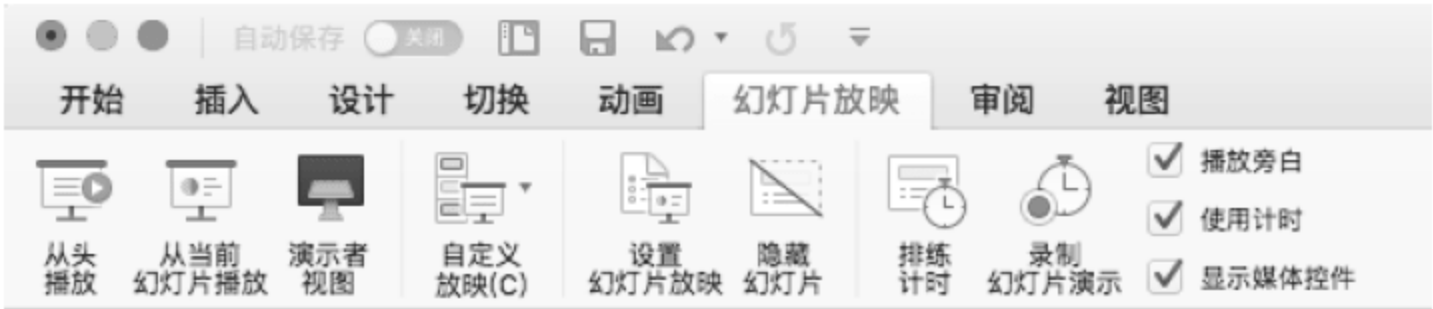 自动保存 关闭
开始 插入 设计 切换 动画 幻灯片放映 审阅 视图
从头
播放
从当前
幻灯片播放
演示者
视图
自定义
放映(C)
设置
幻灯片放映
隐藏
幻灯片
排练
计时
录制
幻灯片演示
播放旁白
使用计时
显示媒体控件